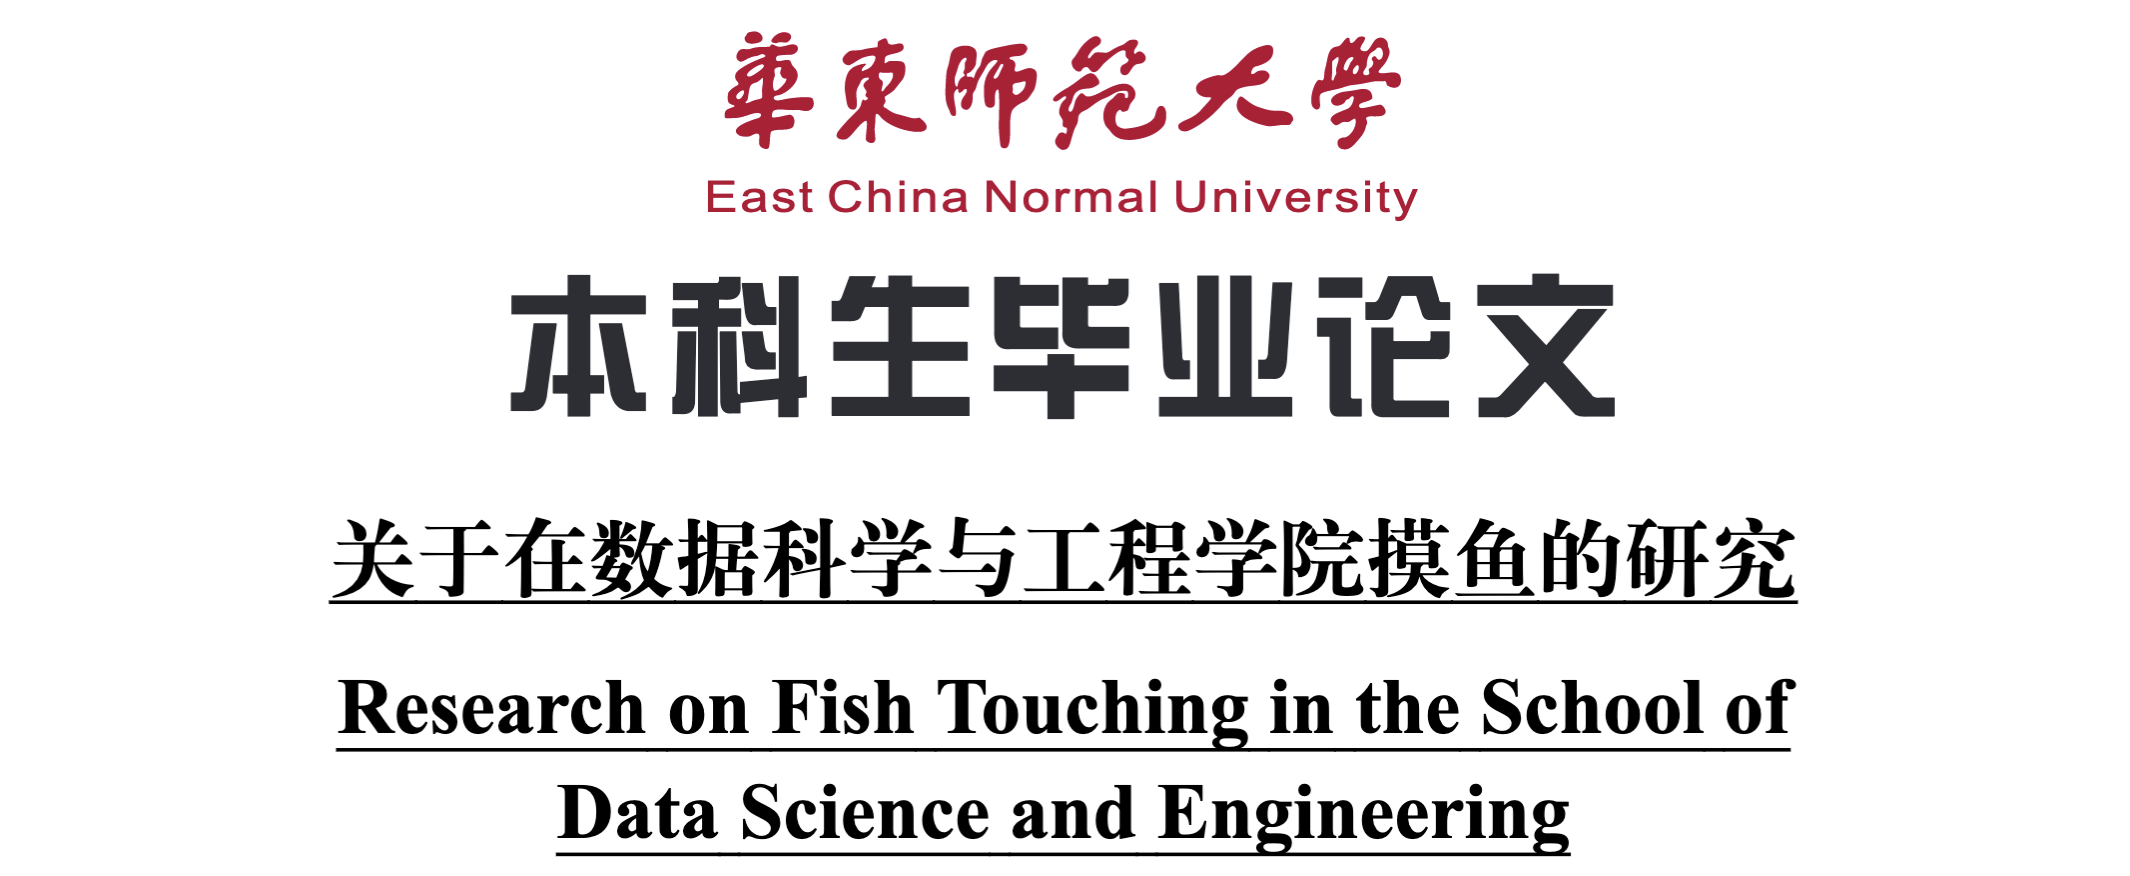 華東師範大學
East China Normal University
本科生毕业论文
关于在数据科学与工程学院摸鱼的研究
Research on Fish Touching in the School of
Data Science and Engineering